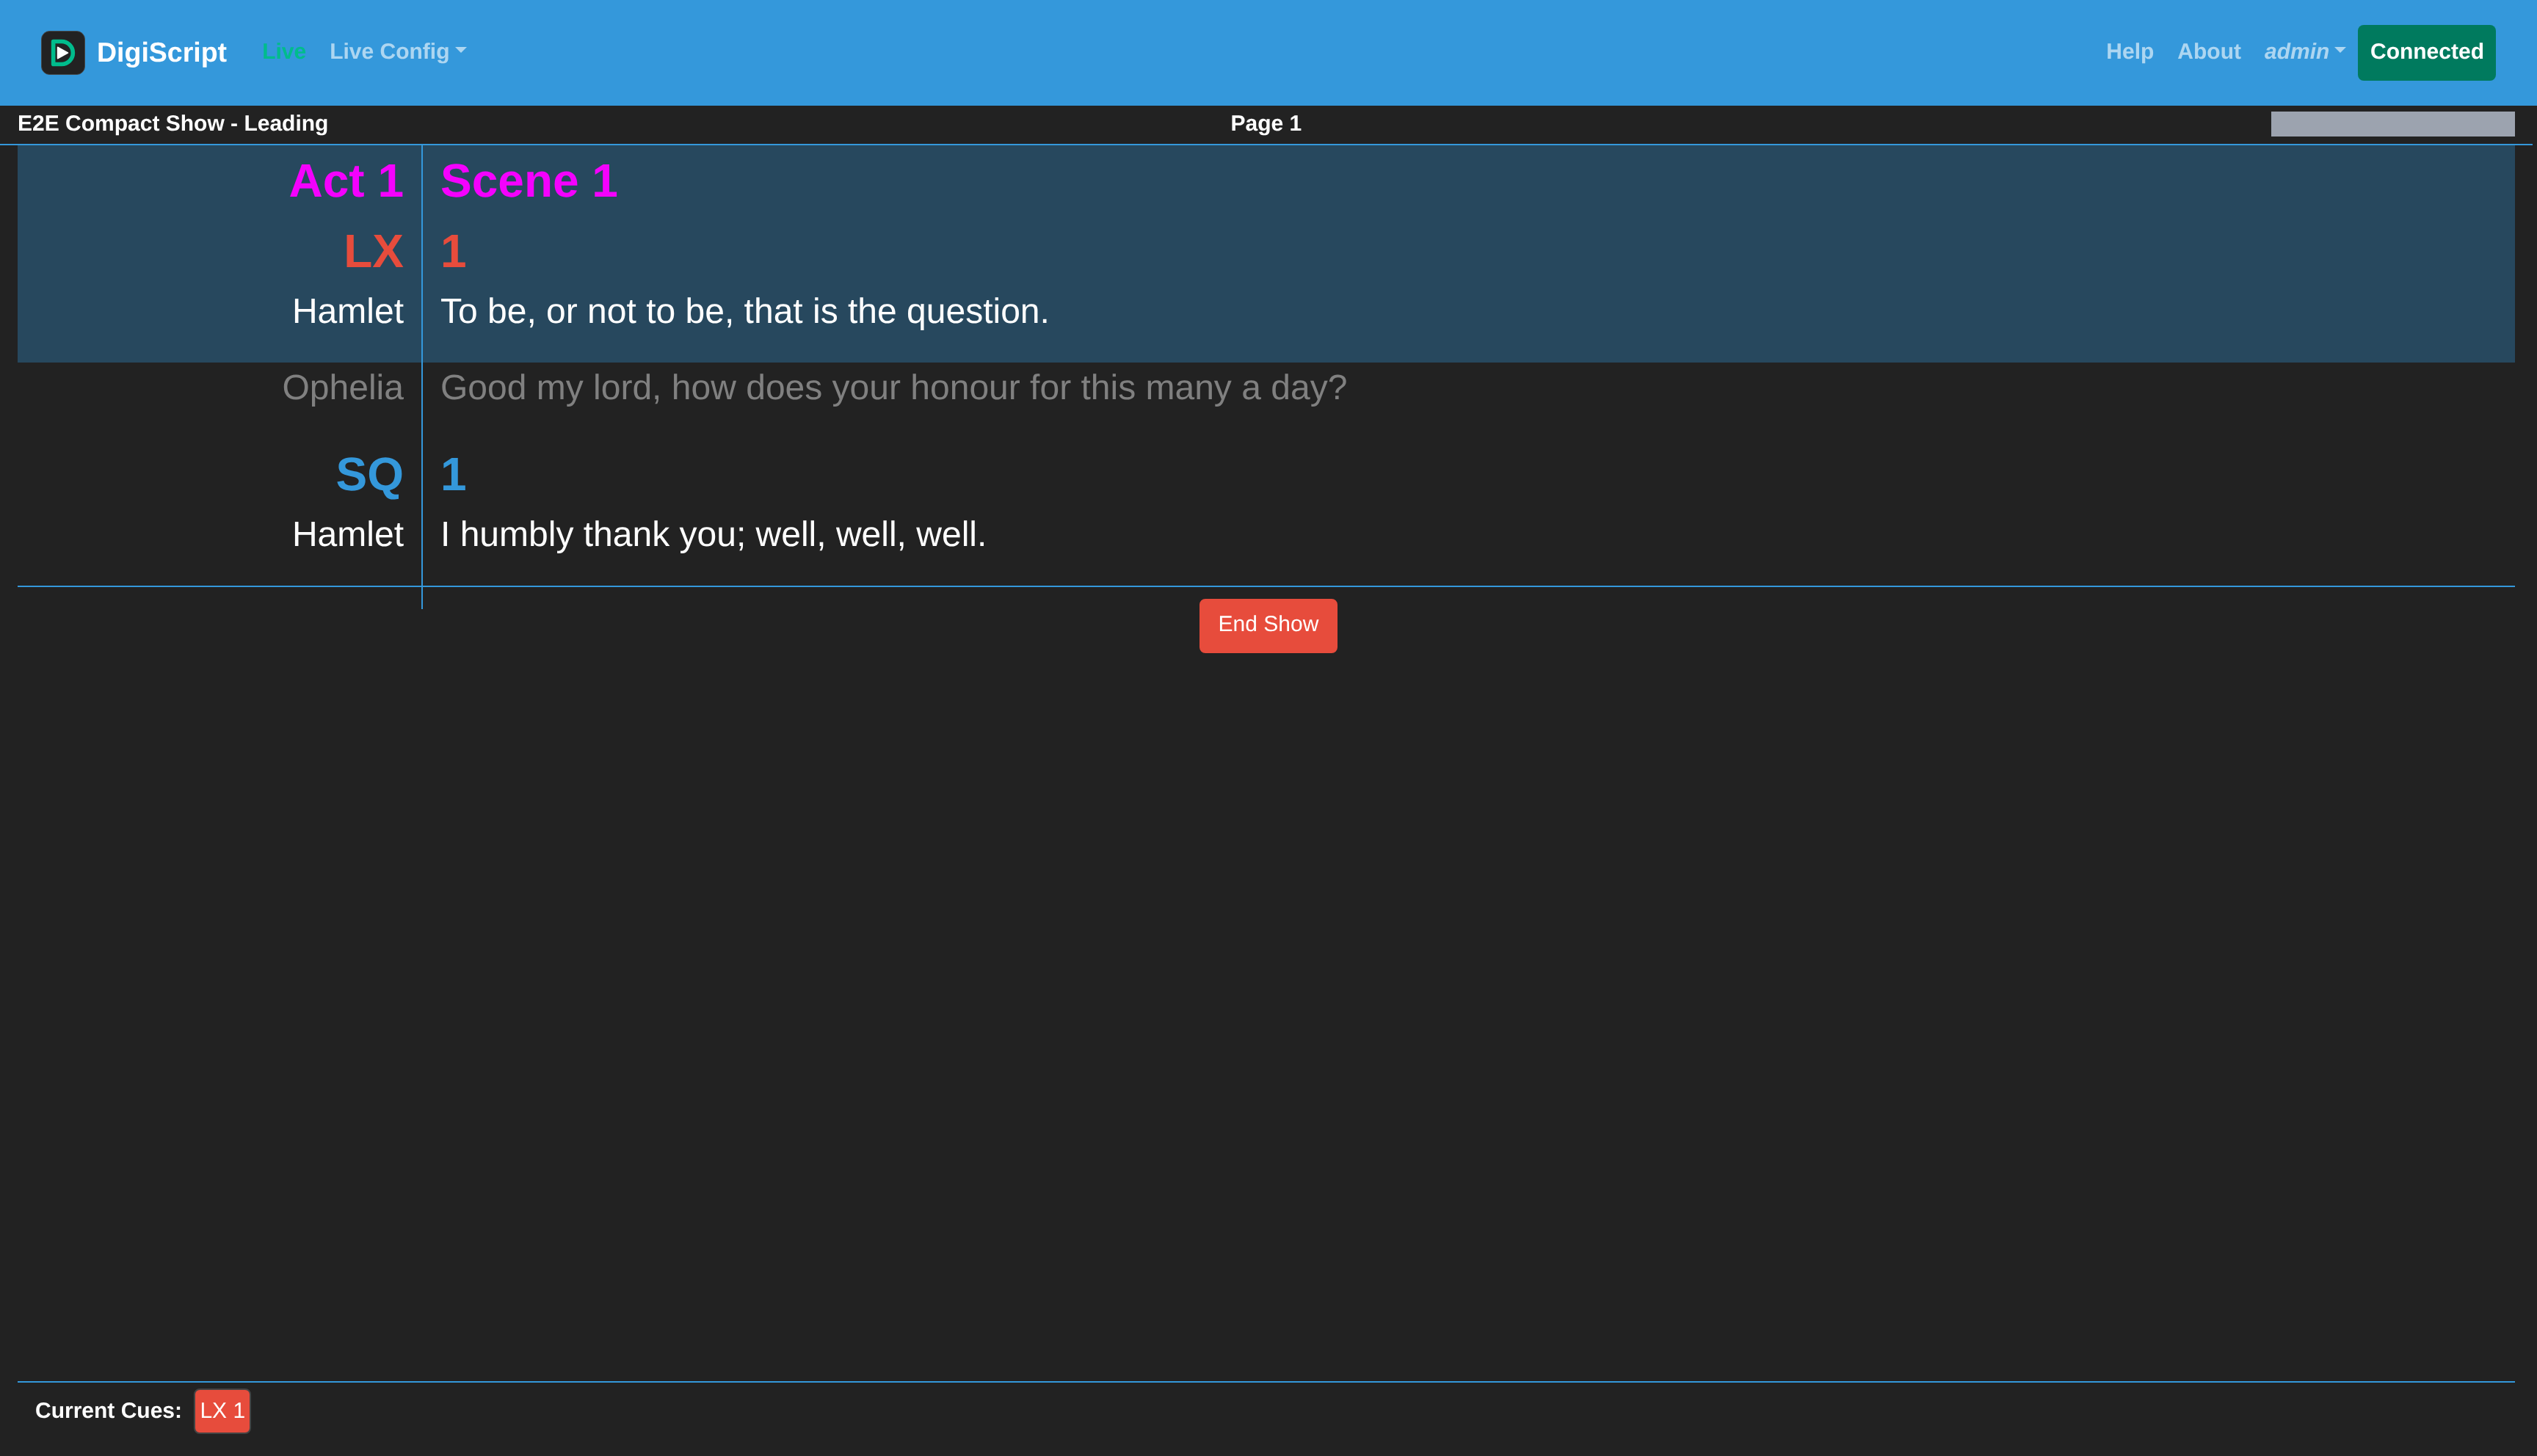 DigiScript Live Live Config Help About admin Connected
E2E Compact Show - Leading Page 1
Act 1 Scene 1
LX 1
Hamlet To be, or not to be, that is the question.
Ophelia Good my lord, how does your honour for this many a day?
SQ 1
Hamlet I humbly thank you; well, well, well.
End Show
Current Cues: LX 1